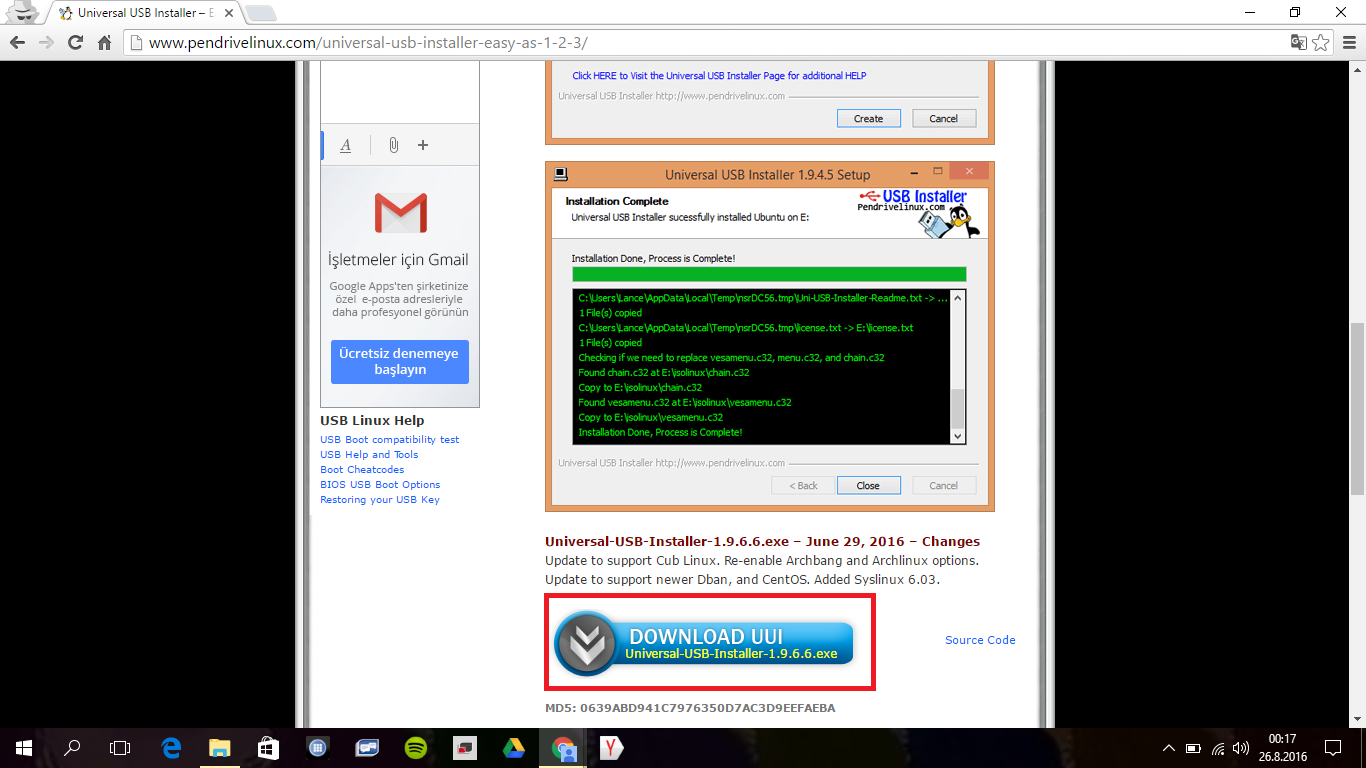 Universal USB Installer – E
www.pendrivelinux.com/universal-usb-installer-easy-as-1-2-3/
Click HERE to Visit the Universal USB Installer Page for additional HELP
Universal USB Installer http://www.pendrivelinux.com
Create
Cancel
A
İşletmeler için Gmail
Google Apps'ten şirketinize
özel e-posta adresleriyle
daha profesyonel görünün
Ücretsiz denemeye
başlayın
USB Linux Help
USB Boot compatibility test
USB Help and Tools
Boot Cheatcodes
BIOS USB Boot Options
Restoring your USB Key
Universal USB Installer 1.9.4.5 Setup
Installation Complete
Universal USB Installer sucessfully installed Ubuntu on E:
USB Installer
Pendrivelinux.com
Installation Done, Process is Complete!
C:\Users\Lance\AppData\Local\Temp\nsrDC56.tmp\Uni-USB-Installer-Readme.txt -> ...
1 File(s) copied
C:\Users\Lance\AppData\Local\Temp\nsrDC56.tmp\license.txt -> E:\license.txt
1 File(s) copied
Checking if we need to replace vesamenu.c32, menu.c32, and chain.c32
Found chain.c32 at E:\isolinux\chain.c32
Copy to E:\isolinux\chain.c32
Found vesamenu.c32 at E:\isolinux\vesamenu.c32
Copy to E:\isolinux\vesamenu.c32
Installation Done, Process is Complete!
Universal USB Installer http://www.pendrivelinux.com
< Back
Close
Cancel
Universal-USB-Installer-1.9.6.6.exe – June 29, 2016 – Changes
Update to support Cub Linux. Re-enable Archbang and Archlinux options.
Update to support newer Dban, and CentOS. Added Syslinux 6.03.
DOWNLOAD UUI
Universal-USB-Installer-1.9.6.6.exe
Source Code
MD5: 0639ABD941C7976350D7AC3D9EEFAEBA
00:17
26.8.2016